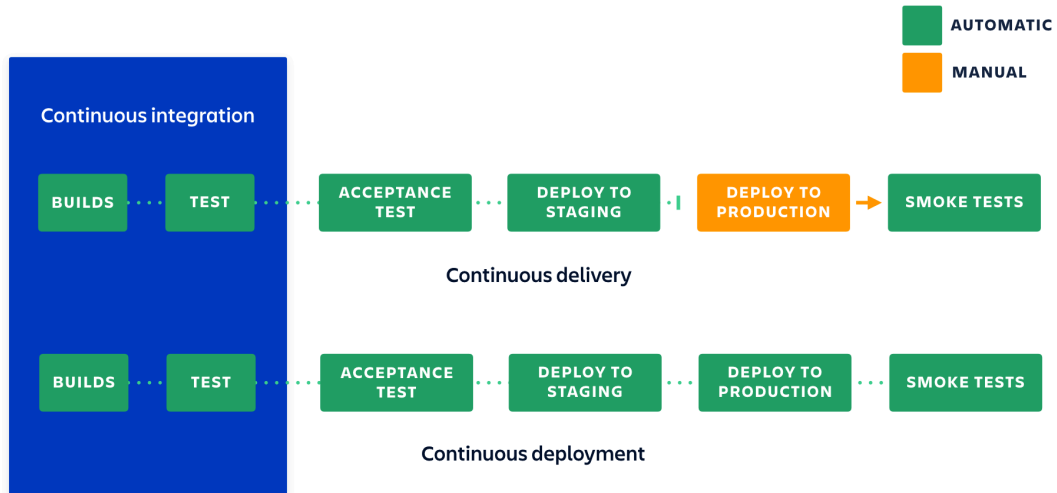 AUTOMATIC
MANUAL
Continuous integration
BUILDS
TEST
ACCEPTANCE
TEST
DEPLOY TO
STAGING
DEPLOY TO
PRODUCTION
SMOKE TESTS
Continuous delivery
BUILDS
TEST
ACCEPTANCE
TEST
DEPLOY TO
STAGING
DEPLOY TO
PRODUCTION
SMOKE TESTS
Continuous deployment